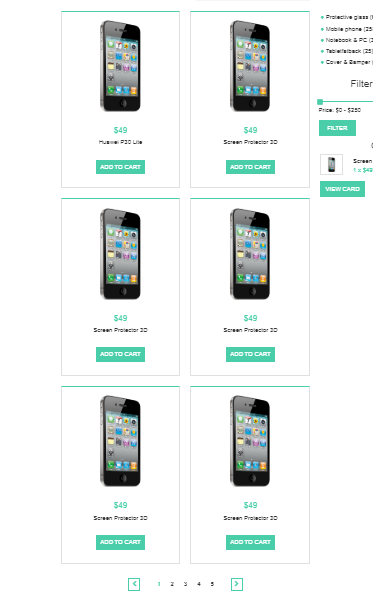 $49
Huawei P30 Lite
ADD TO CART
$49
Screen Protector 3D
ADD TO CART
$49
Screen Protector 3D
ADD TO CART
$49
Screen Protector 3D
ADD TO CART
$49
Screen Protector 3D
ADD TO CART
$49
Screen Protector 3D
ADD TO CART
1 2 3 4 5
Protective glass (
Mobile phone (25
Notebook & PC (
Tabletfatback (25)
Cover & Bamper (
Filter
Price: $0 - $250
FILTER
Screen
1 x $49
VIEW CARD